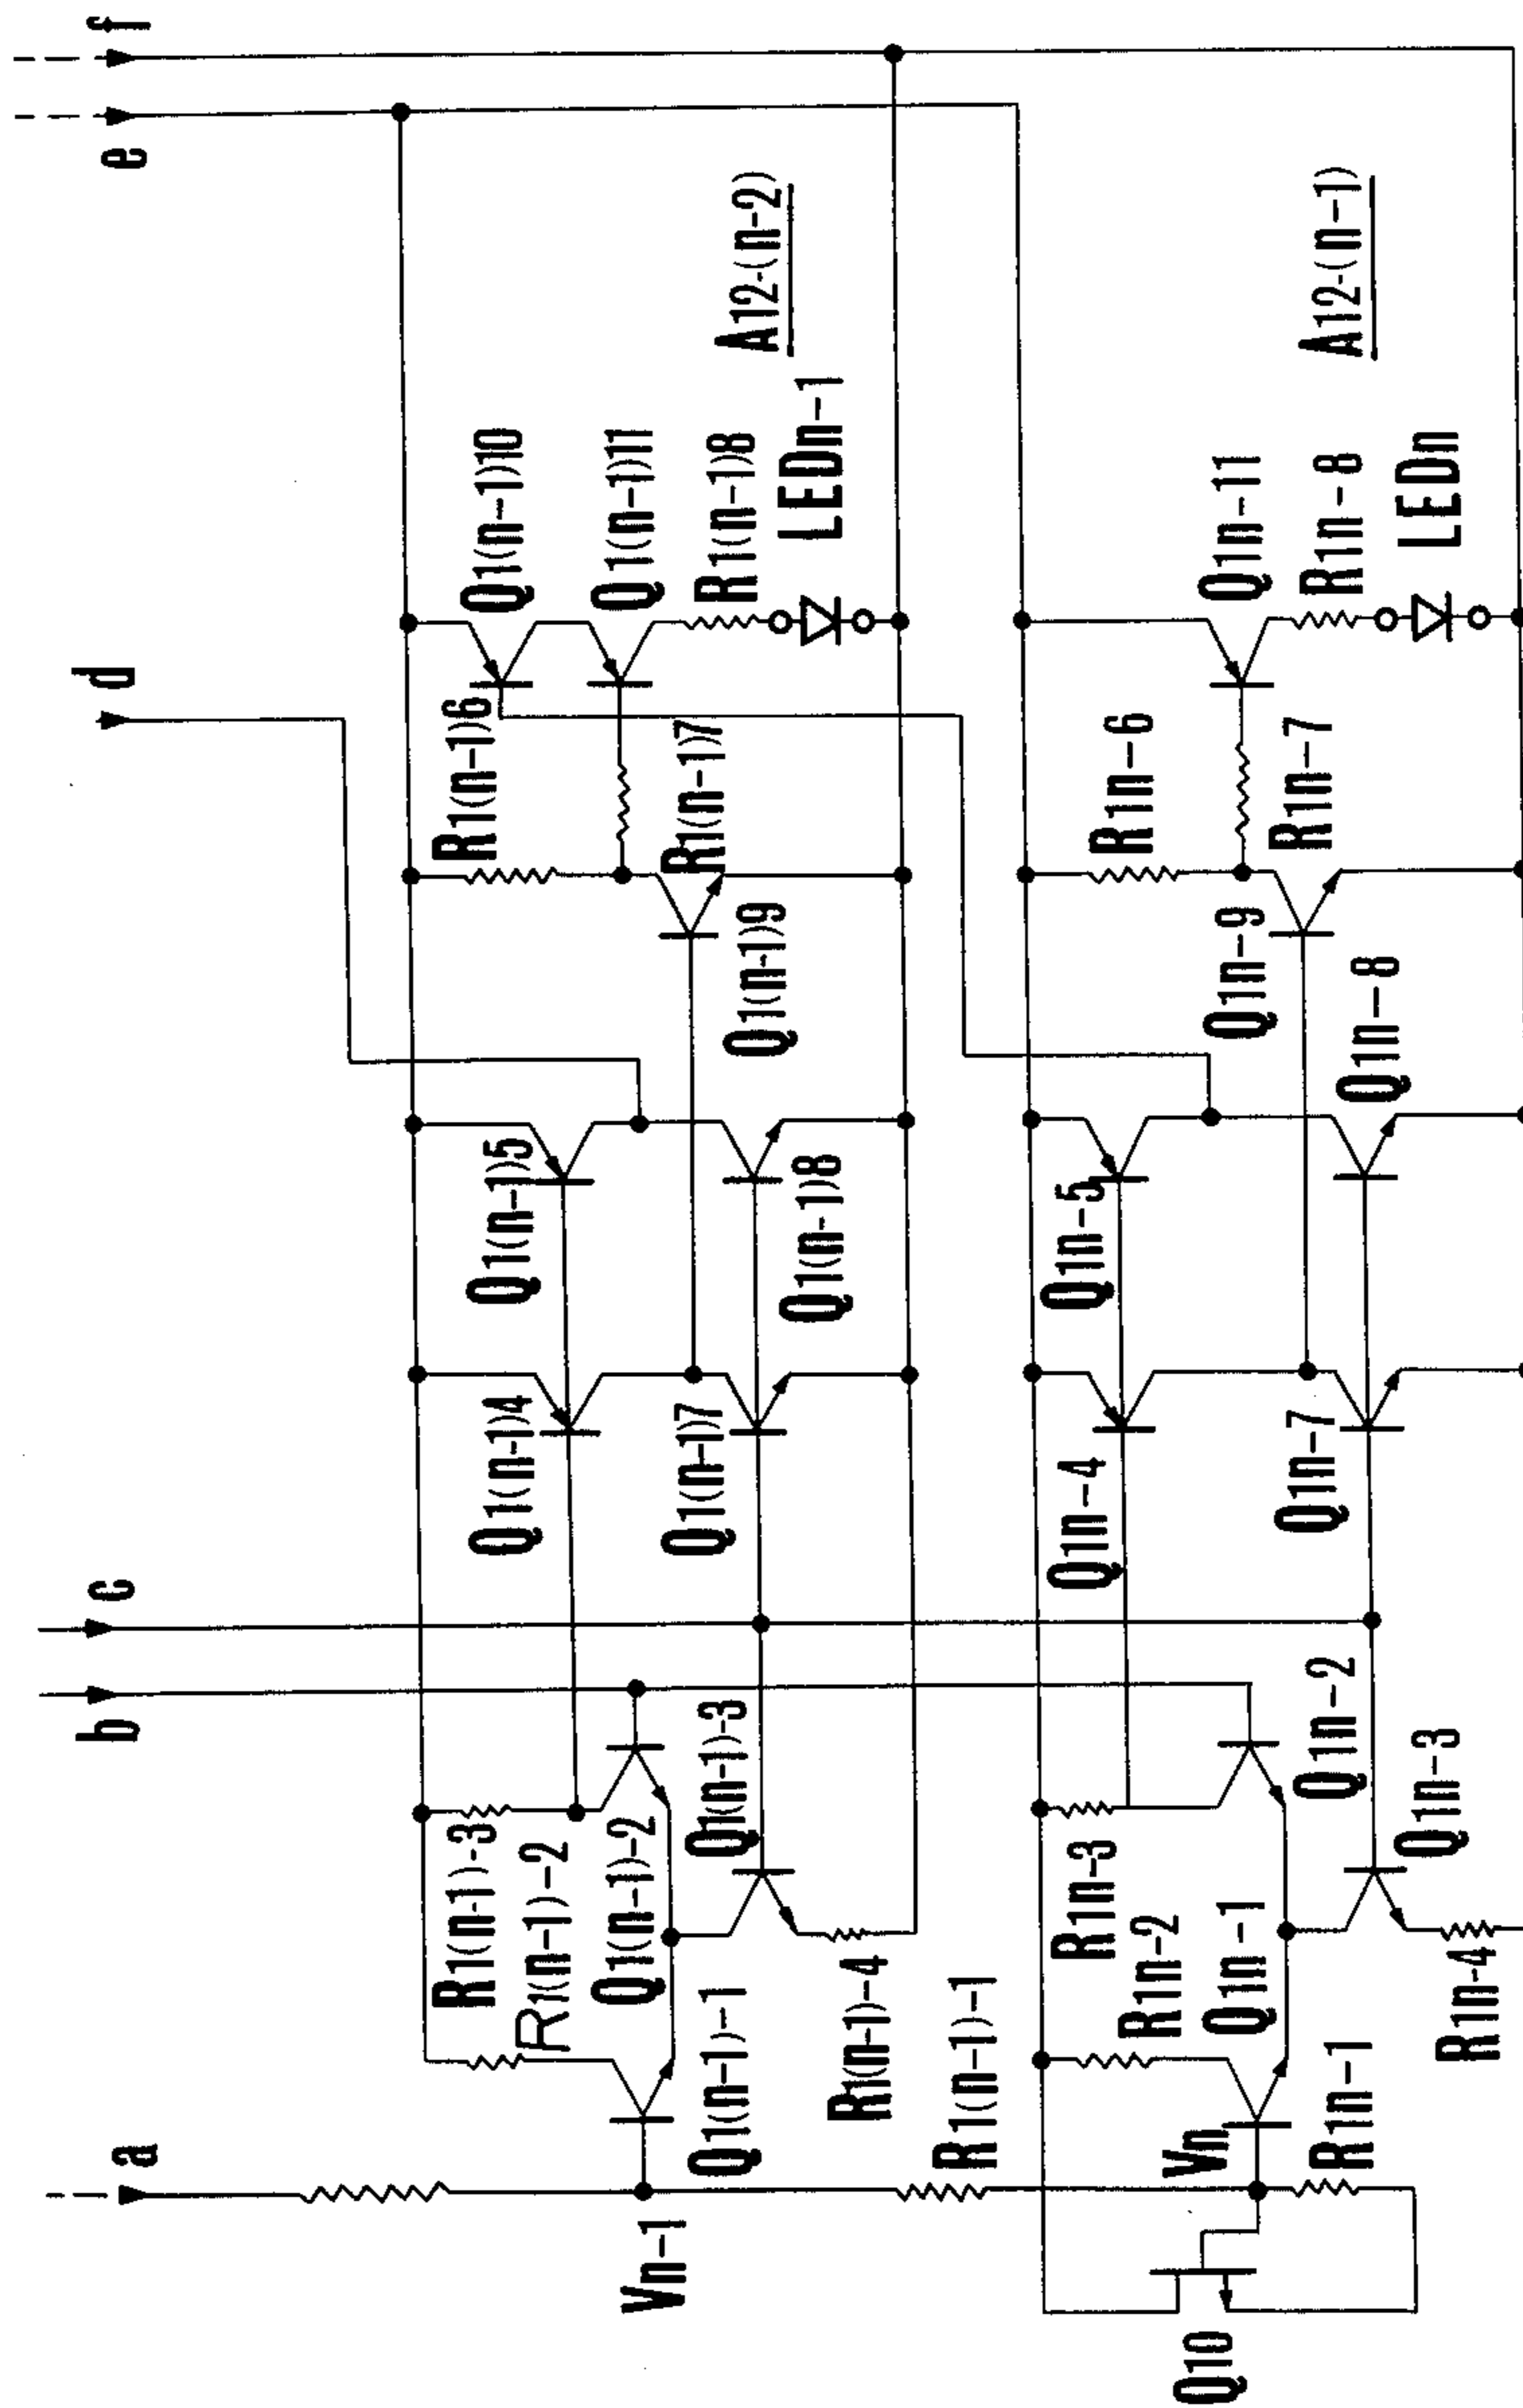 a
b
c
d
e
f
Vn-1
R1(n-1)-3
R1(n-1)-2
Q1(n-1)-2
Q1(n-1)-1
Q1(n-1)-3
R1(n-1)-4
R1(n-1)-1
Q1(n-1)4
Q1(n-1)7
Q1(n-1)5
Q1(n-1)8
Q1(n-1)9
R1(n-1)6
R1(n-1)7
Q1(n-1)10
Q1(n-1)11
R1(n-1)8
LEDn-1
A12-(n-2)
Q10
Vn
R1n-3
R1n-2
Q1n-1
R1n-1
Q1n-2
Q1n-3
R1n-4
Q1n-4
Q1n-7
Q1n-5
Q1n-8
Q1n-9
R1n-6
R1n-7
Q1n-11
R1n-8
LEDn
A12-(n-1)